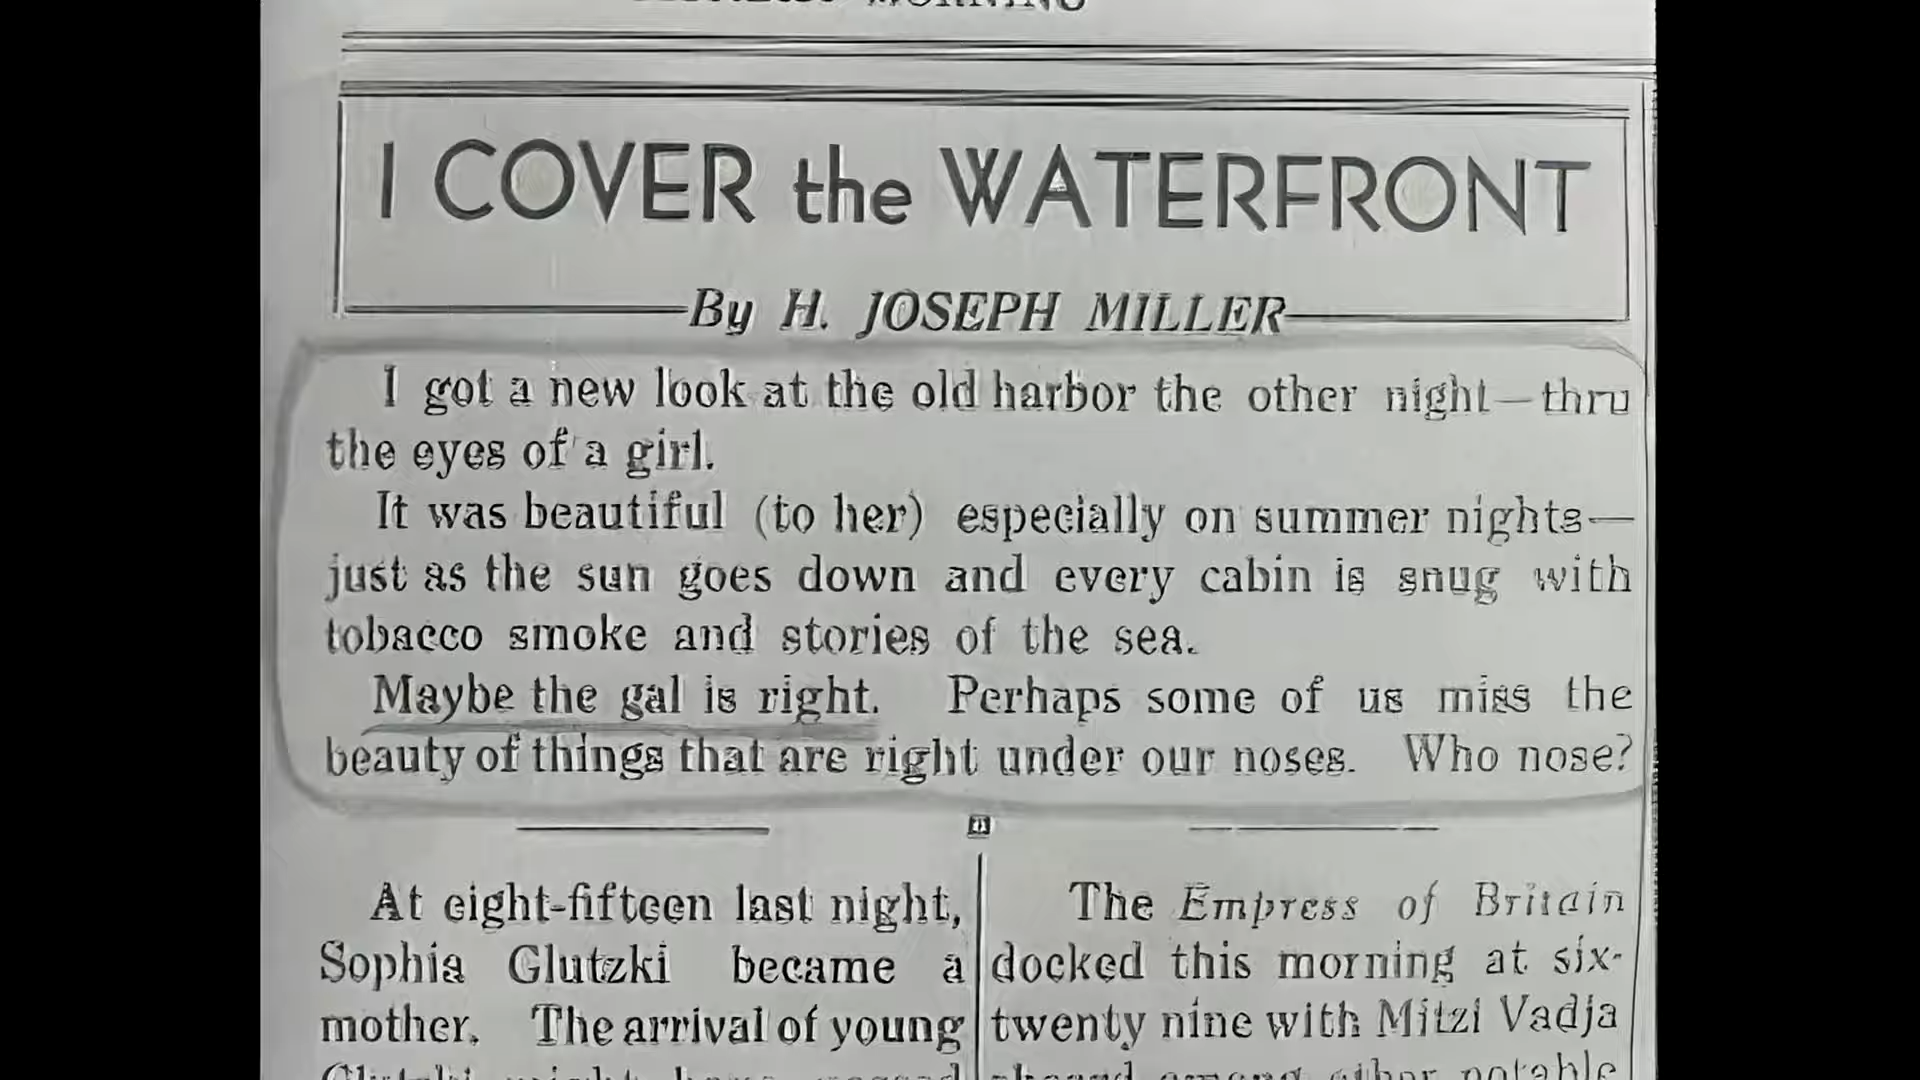 MORNING
I COVER the WATERFRONT
By H. JOSEPH MILLER
I got a new look at the old harbor the other night—thru
the eyes of a girl.
It was beautiful (to her) especially on summer nights—
just as the sun goes down and every cabin is snug with
tobacco smoke and stories of the sea.
Maybe the gal is right. Perhaps some of us miss the
beauty of things that are right under our noses. Who nose?
At eight-fifteen last night,
Sophia Glutzki became a
mother. The arrival of young
The Empress of Britain
docked this morning at six-
twenty nine with Mitzi Vadja